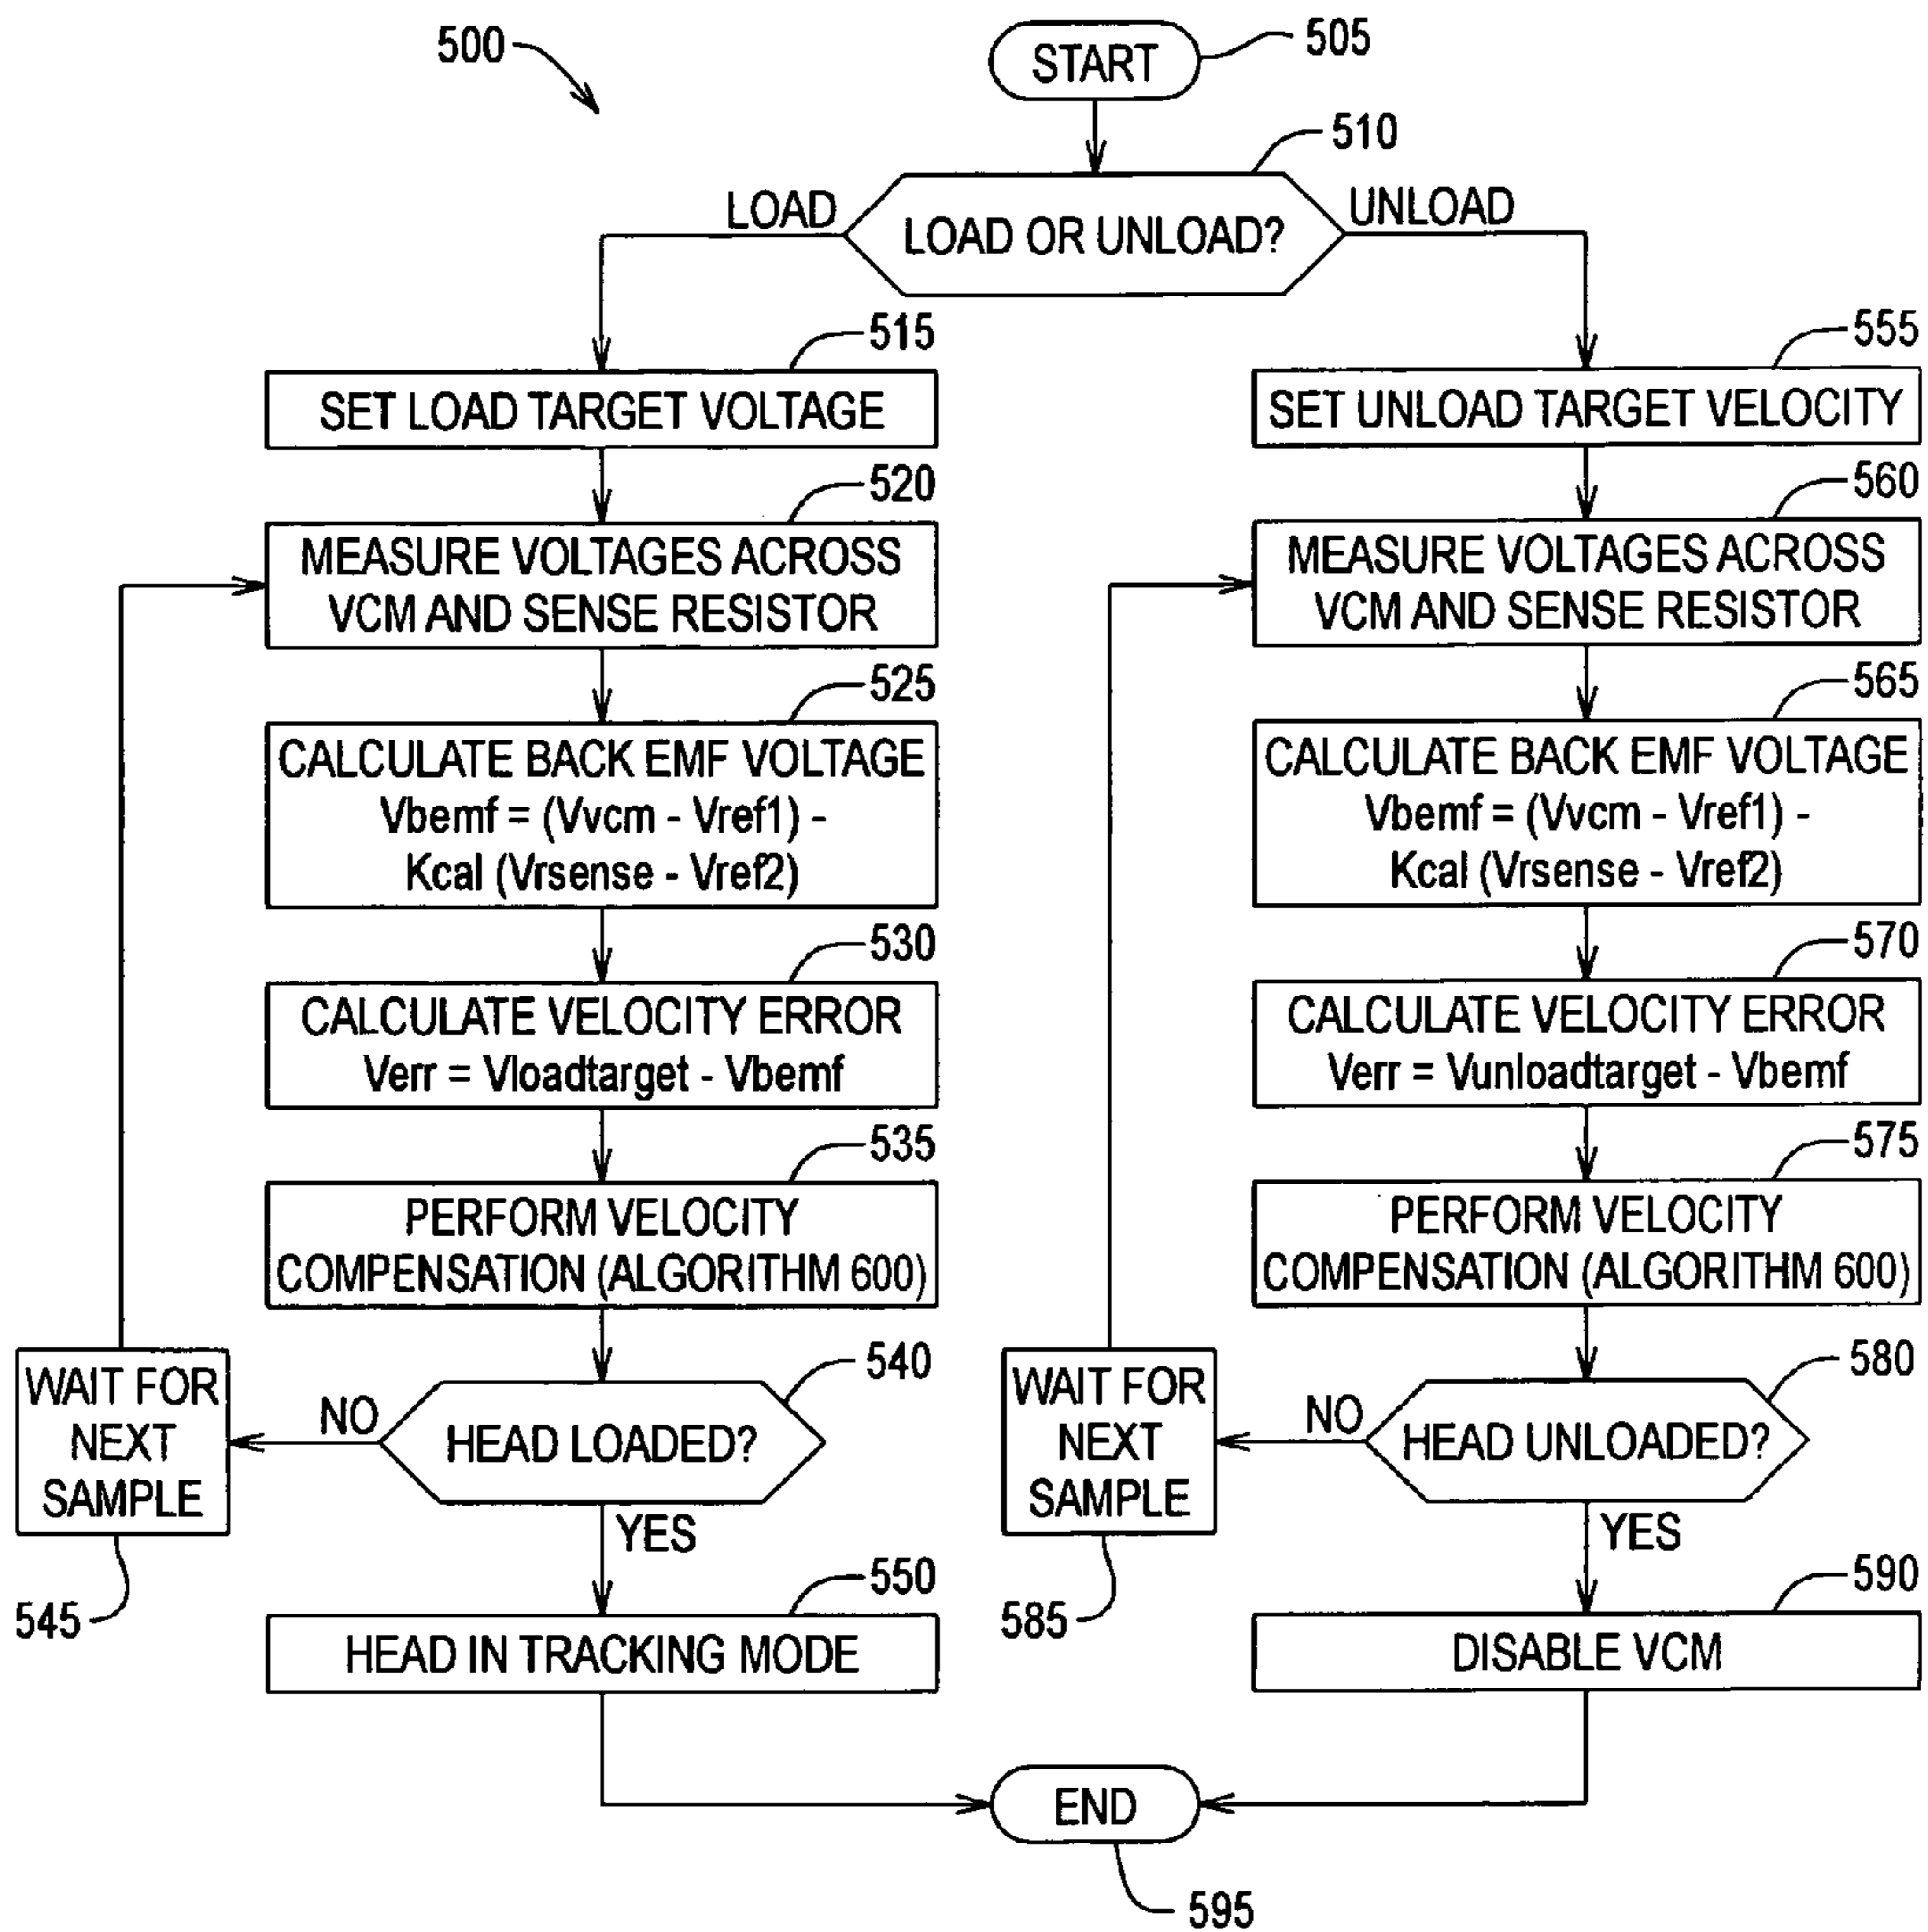 500
START
505
510
LOAD
LOAD OR UNLOAD?
UNLOAD
515
SET LOAD TARGET VOLTAGE
520
MEASURE VOLTAGES ACROSS
VCM AND SENSE RESISTOR
525
CALCULATE BACK EMF VOLTAGE
Vbemf = (Vvcm - Vref1) -
Kcal (Vrsense - Vref2)
530
CALCULATE VELOCITY ERROR
Verr = Vloadtarget - Vbemf
535
PERFORM VELOCITY
COMPENSATION (ALGORITHM 600)
540
HEAD LOADED?
NO
WAIT FOR
NEXT
SAMPLE
545
YES
550
HEAD IN TRACKING MODE
555
SET UNLOAD TARGET VELOCITY
560
MEASURE VOLTAGES ACROSS
VCM AND SENSE RESISTOR
565
CALCULATE BACK EMF VOLTAGE
Vbemf = (Vvcm - Vref1) -
Kcal (Vrsense - Vref2)
570
CALCULATE VELOCITY ERROR
Verr = Vunloadtarget - Vbemf
575
PERFORM VELOCITY
COMPENSATION (ALGORITHM 600)
580
HEAD UNLOADED?
NO
WAIT FOR
NEXT
SAMPLE
585
YES
590
DISABLE VCM
END
595